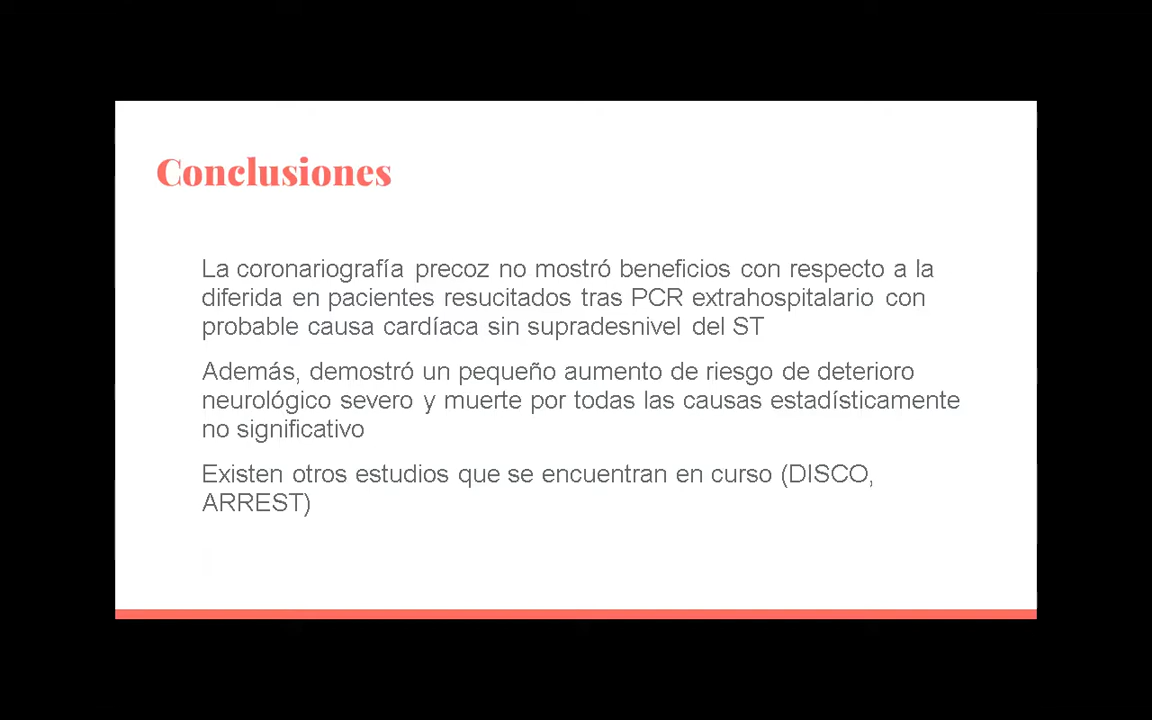 Conclusiones
La coronariografía precoz no mostró beneficios con respecto a la
diferida en pacientes resucitados tras PCR extrahospitalario con
probable causa cardíaca sin supradesnivel del ST
Además, demostró un pequeño aumento de riesgo de deterioro
neurológico severo y muerte por todas las causas estadísticamente
no significativo
Existen otros estudios que se encuentran en curso (DISCO,
ARREST)